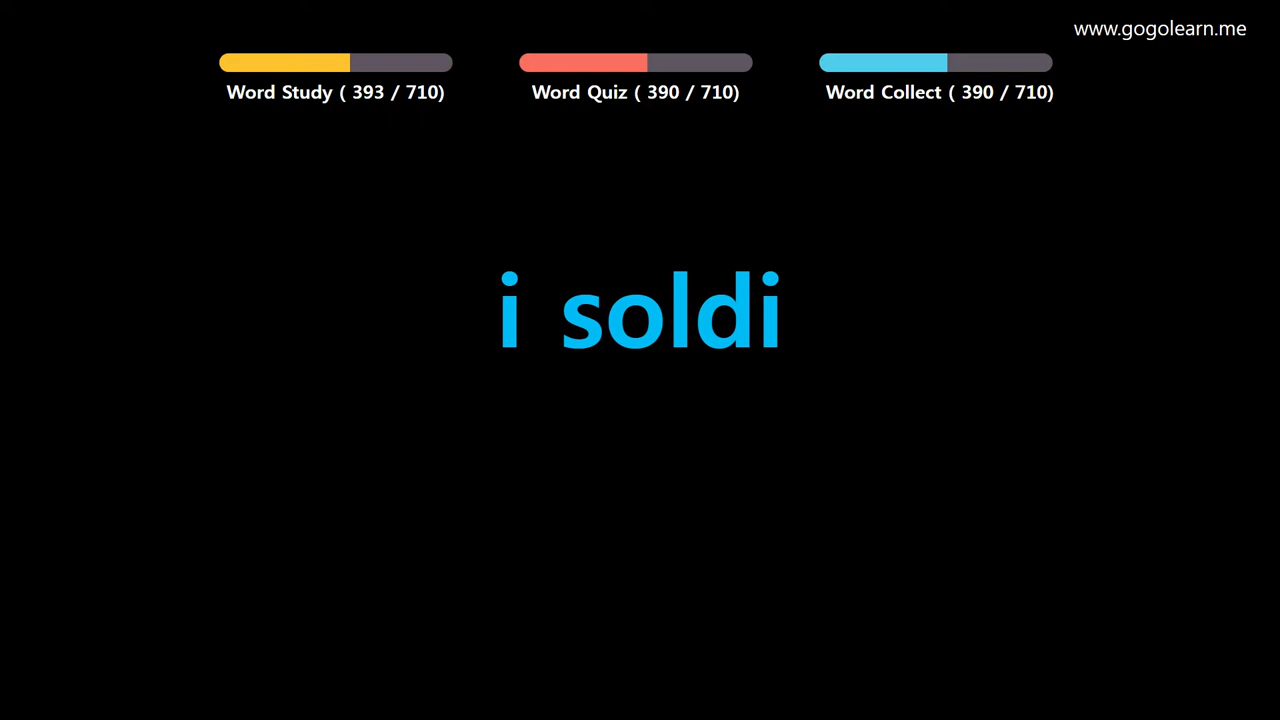 www.gogolearn.me
Word Study ( 393 / 710)
Word Quiz ( 390 / 710)
Word Collect ( 390 / 710)
i soldi